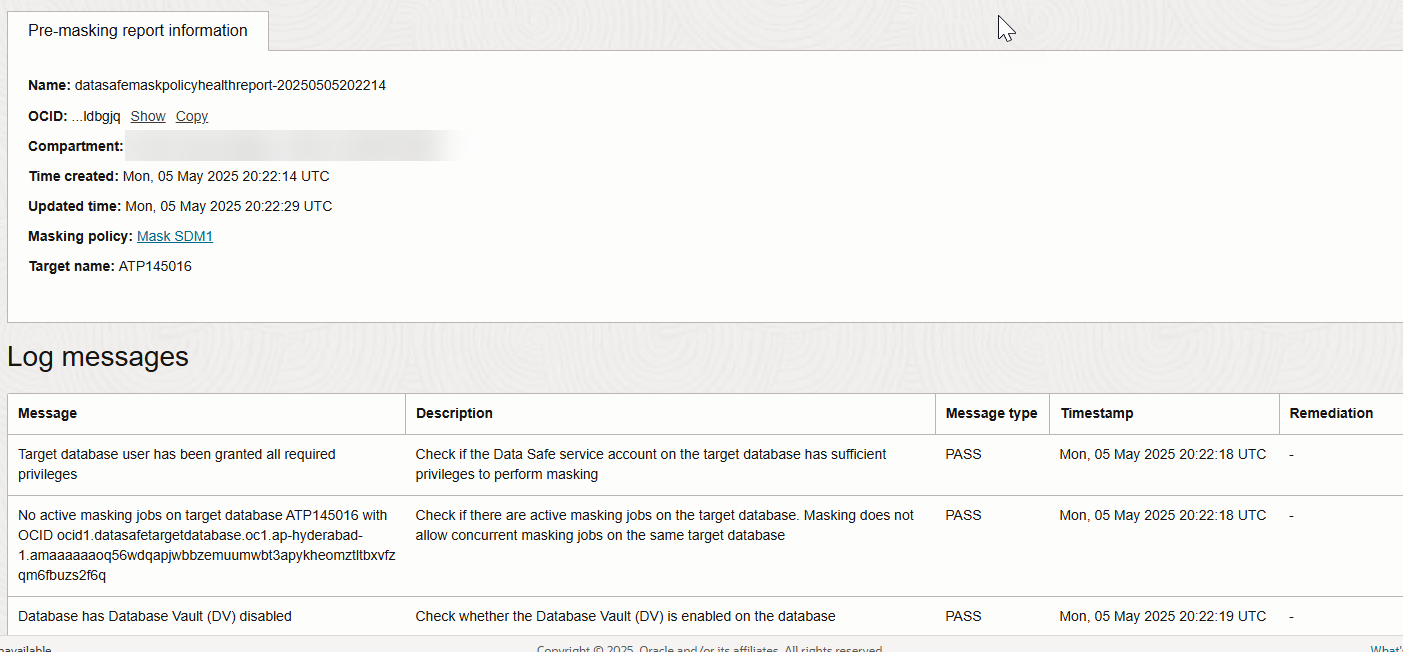 Pre-masking report information
Name: datasafemaskpolicyhealthreport-20250505202214
OCID: ...ldbgjq Show Copy
Compartment:
Time created: Mon, 05 May 2025 20:22:14 UTC
Updated time: Mon, 05 May 2025 20:22:29 UTC
Masking policy: Mask SDM1
Target name: ATP145016
Log messages
Message Description Message type Timestamp Remediation
Target database user has been granted all required
privileges
Check if the Data Safe service account on the target database has sufficient
privileges to perform masking
PASS
Mon, 05 May 2025 20:22:18 UTC
-
No active masking jobs on target database ATP145016 with
OCID ocid1.datasafetargetdatabase.oc1.ap-hyderabad-
1.amaaaaaaoq56wdqapjwbbzemuumwbt3apykheomztltbxvfz
qm6fbuzs2f6q
Check if there are active masking jobs on the target database. Masking does not
allow concurrent masking jobs on the same target database
PASS
Mon, 05 May 2025 20:22:18 UTC
-
Database has Database Vault (DV) disabled
Check whether the Database Vault (DV) is enabled on the database
PASS
Mon, 05 May 2025 20:22:19 UTC
-
Copyright © 2025, Oracle and/or its affiliates. All rights reserved.
What's